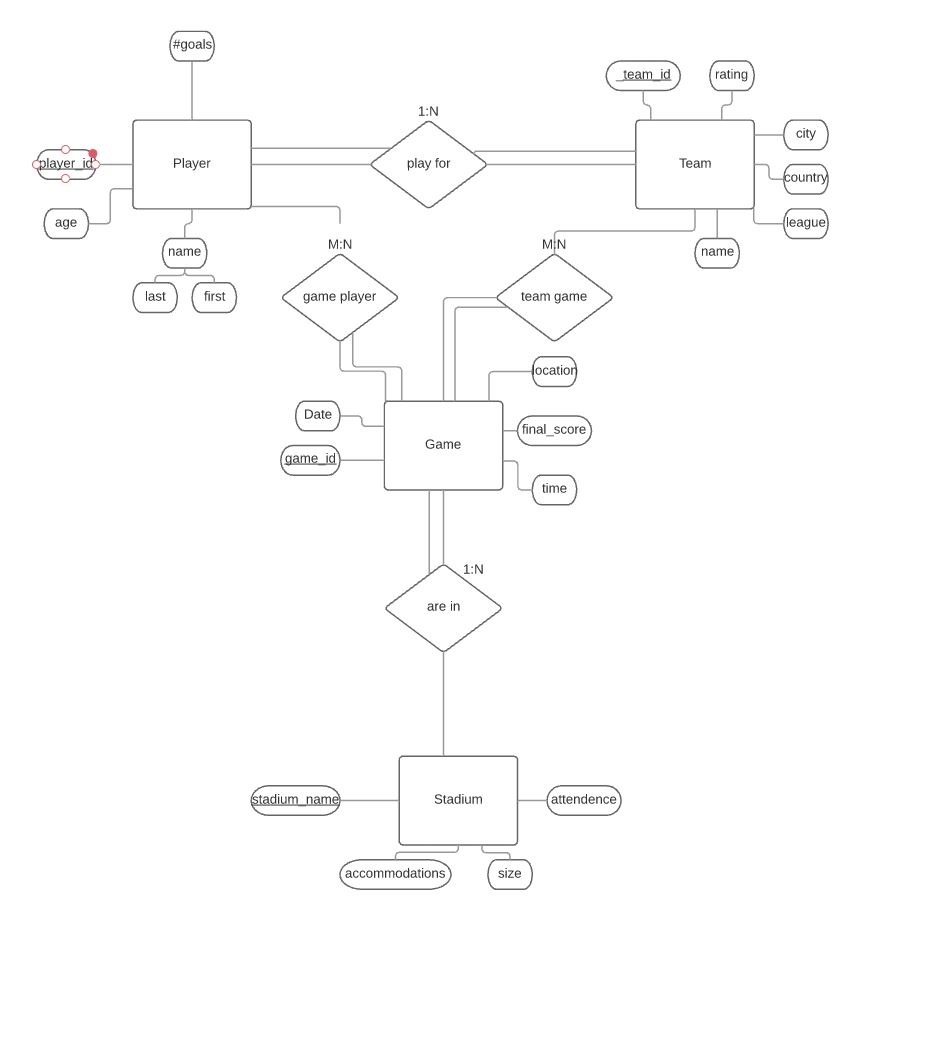 #goals
_team_id
rating
1:N
city
player_id
Player
play for
Team
country
age
league
name
M:N
M:N
name
last
first
game player
team game
location
Date
final_score
Game
game_id
time
1:N
are in
stadium_name
Stadium
attendence
accommodations
size